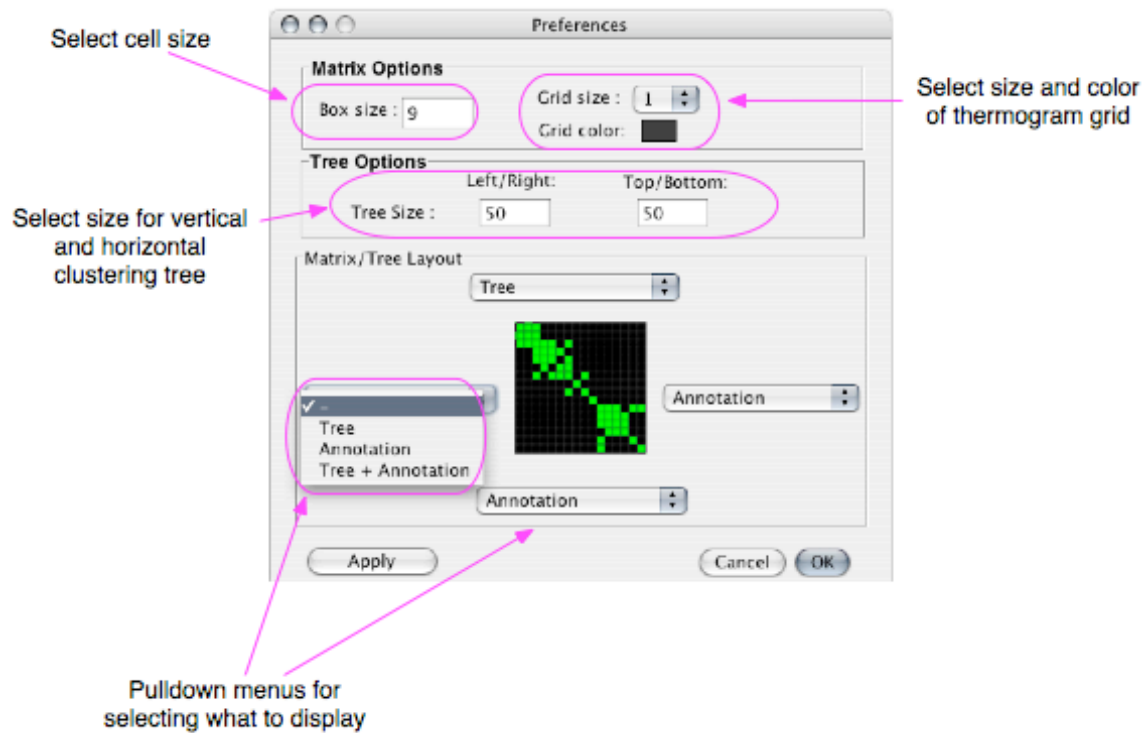 Preferences
Select cell size
Matrix Options
Box size : 9
Grid size : 1
Grid color:
Select size and color
of thermogram grid
Tree Options
Left/Right:
Top/Bottom:
Tree Size : 50 50
Select size for vertical
and horizontal
clustering tree
Matrix/Tree Layout
Tree
✓ –
Tree
Annotation
Tree + Annotation
Annotation
Annotation
Apply
Cancel
OK
Pulldown menus for
selecting what to display